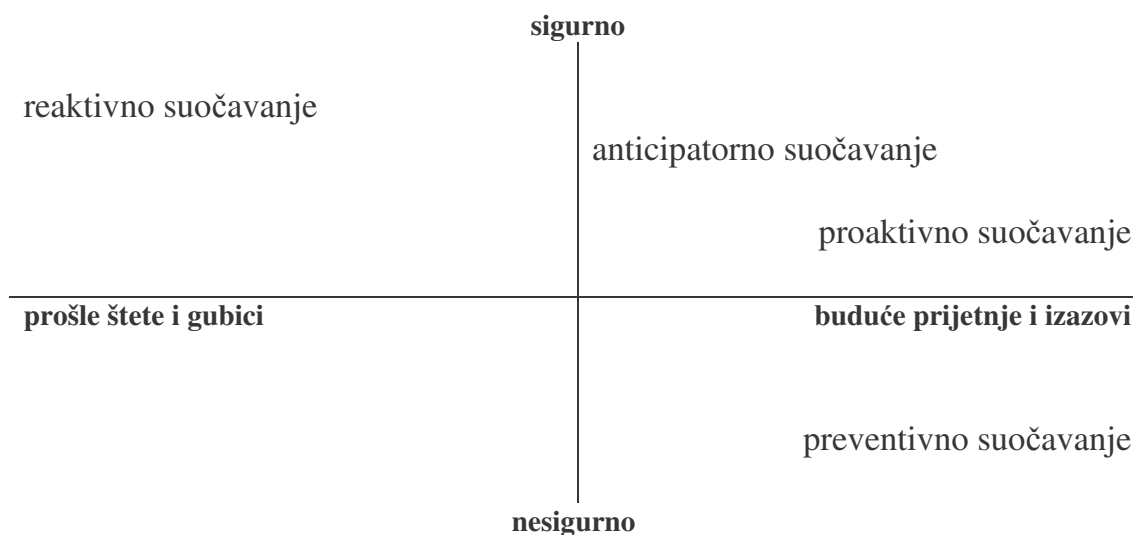 sigurno
reaktivno suočavanje
anticipatorno suočavanje
proaktivno suočavanje
prošle štete i gubici
buduće prijetnje i izazovi
preventivno suočavanje
nesigurno